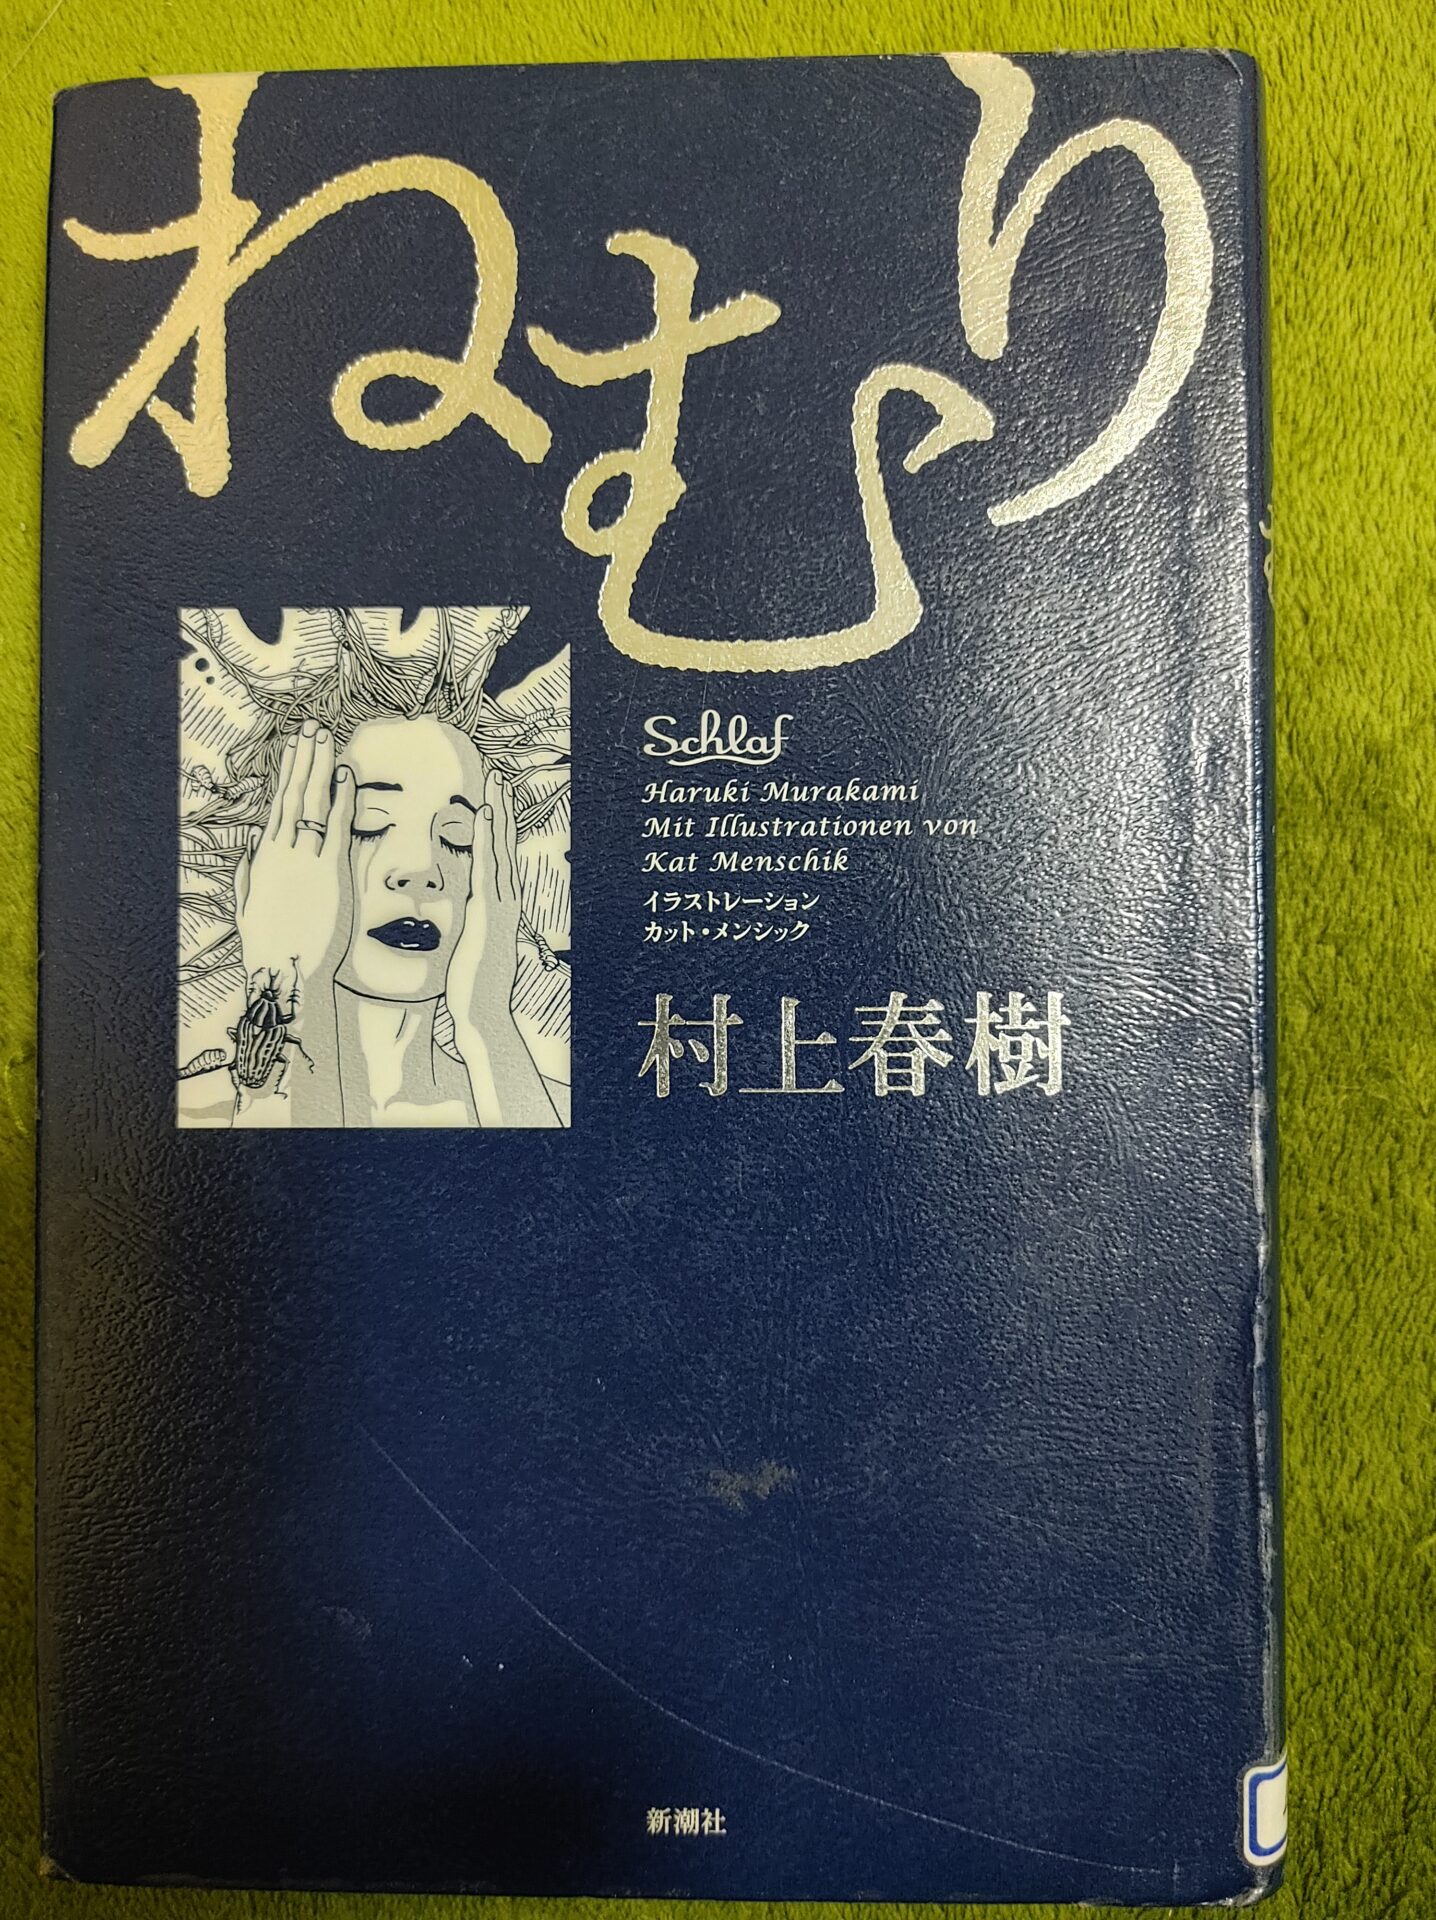 ねむり
Schlaf
Haruki Murakami
Mit Illustrationen von
Kat Menschik
イラストレーション
カット・メンシック
村上春樹
新潮社